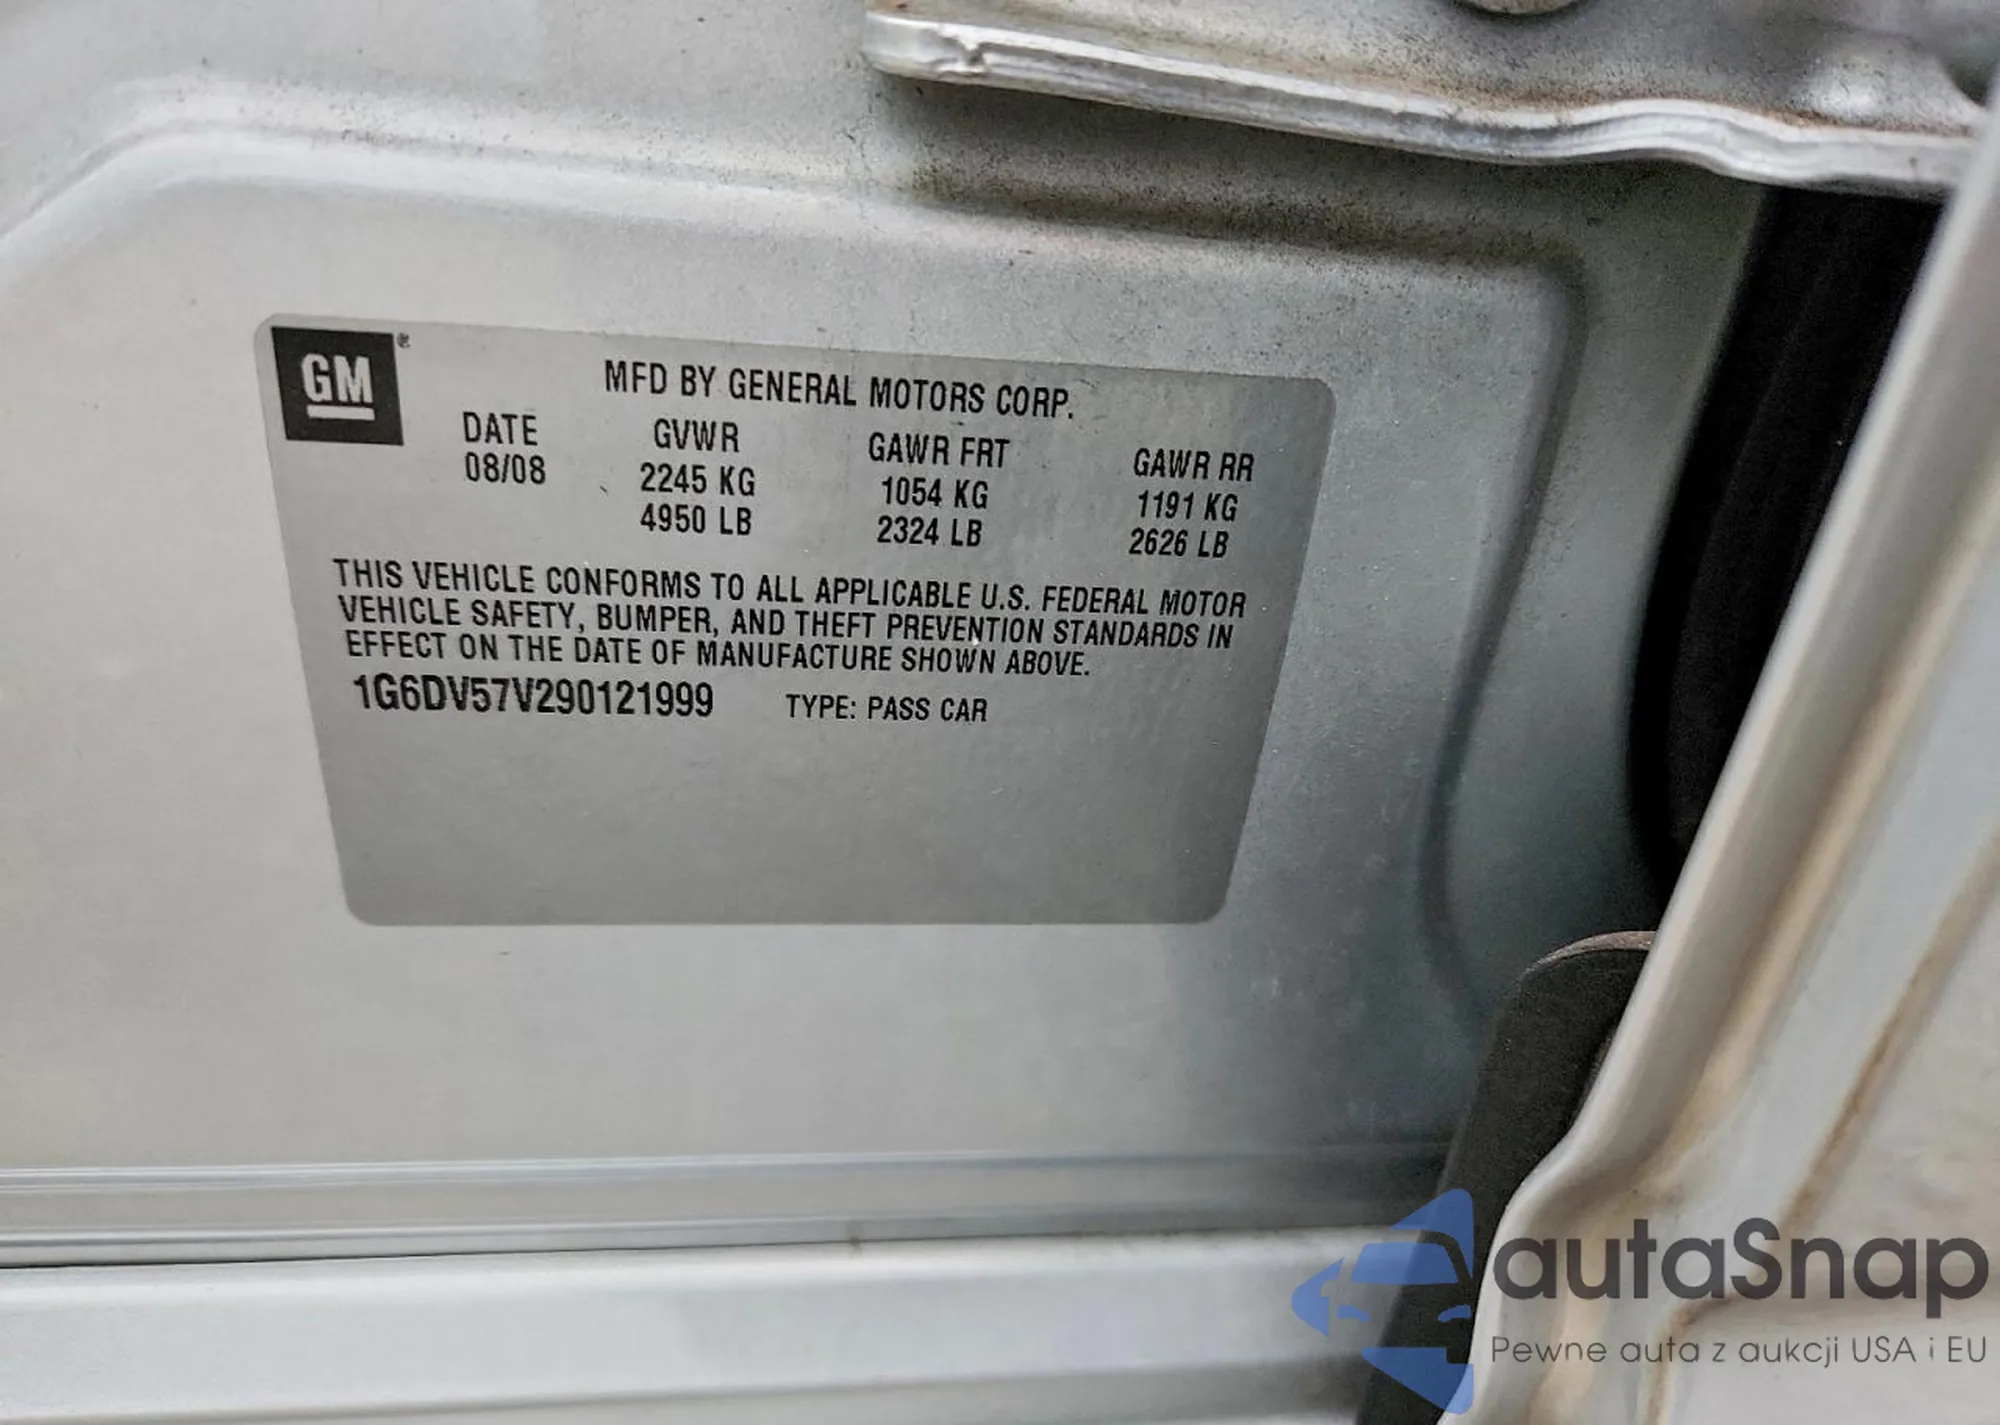 GM ®
MFD BY GENERAL MOTORS CORP.
DATE GVWR GAWR FRT GAWR RR
08/08 2245 KG 1054 KG 1191 KG
4950 LB 2324 LB 2626 LB
THIS VEHICLE CONFORMS TO ALL APPLICABLE U.S. FEDERAL MOTOR
VEHICLE SAFETY, BUMPER, AND THEFT PREVENTION STANDARDS IN
EFFECT ON THE DATE OF MANUFACTURE SHOWN ABOVE.
1G6DV57V290121999 TYPE: PASS CAR
autaSnap
Pewne auta z aukcji USA i EU